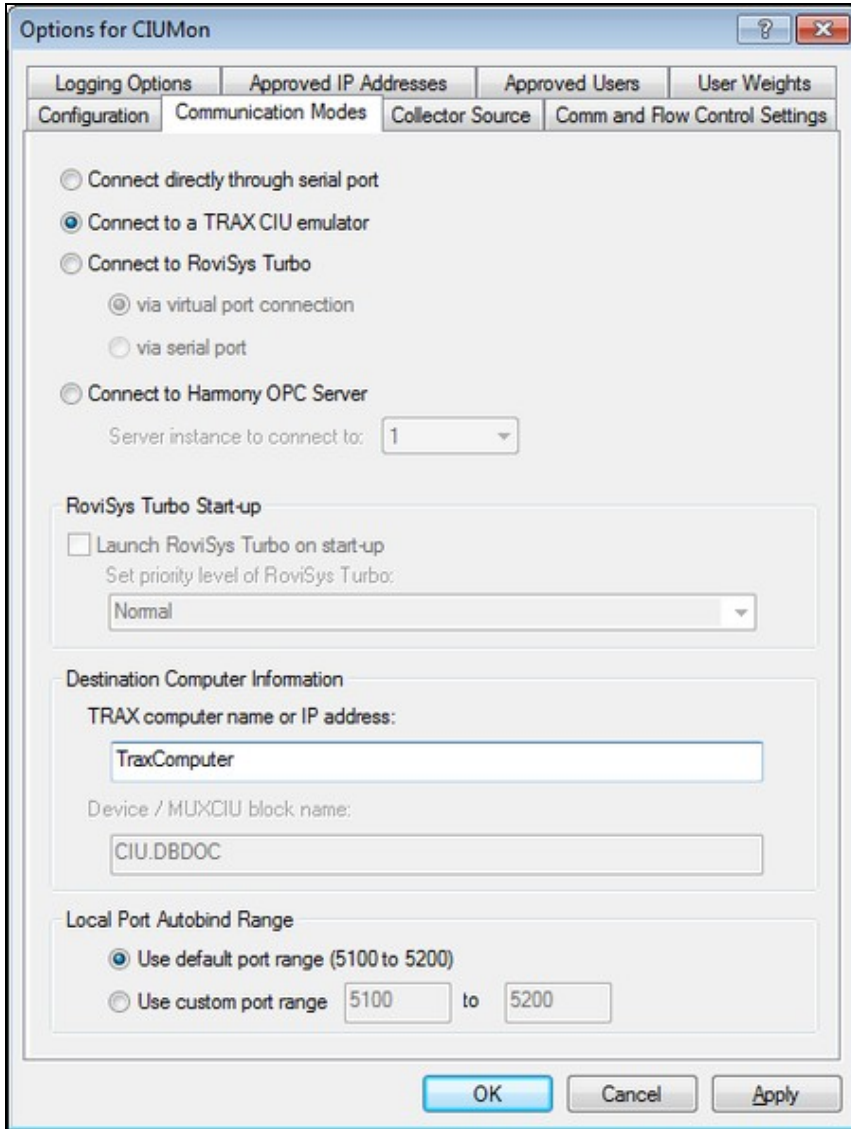 Options for CIUMon
?
Logging Options Approved IP Addresses Approved Users User Weights
Configuration Communication Modes Collector Source Comm and Flow Control Settings
Connect directly through serial port
Connect to a TRAX CIU emulator
Connect to RoviSys Turbo
via virtual port connection
via serial port
Connect to Harmony OPC Server
Server instance to connect to: 1
RoviSys Turbo Start-up
Launch RoviSys Turbo on start-up
Set priority level of RoviSys Turbo:
Normal
Destination Computer Information
TRAX computer name or IP address:
TraxComputer
Device / MUXCIU block name:
CIU.DBDOC
Local Port Autobind Range
Use default port range (5100 to 5200)
Use custom port range 5100 to 5200
OK Cancel Apply